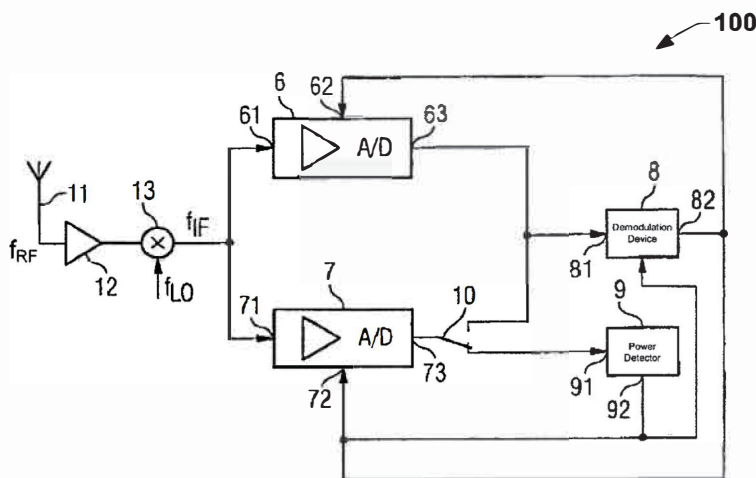 100
6
62
61
A/D
63
11
13
fRF
12
fIF
fLO
8
82
Demodulation
Device
81
7
71
10
A/D
73
72
9
Power
Detector
91
92